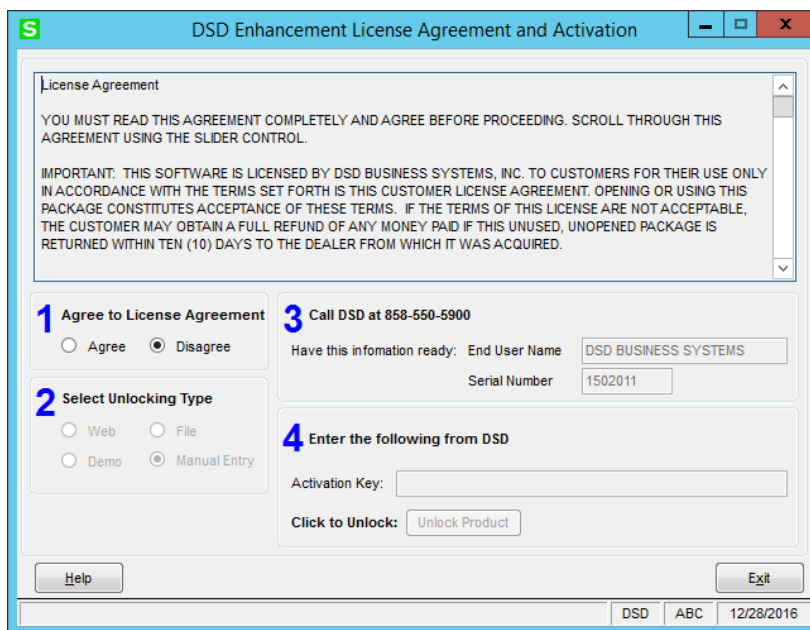 S DSD Enhancement License Agreement and Activation
License Agreement
YOU MUST READ THIS AGREEMENT COMPLETELY AND AGREE BEFORE PROCEEDING. SCROLL THROUGH THIS
AGREEMENT USING THE SLIDER CONTROL.
IMPORTANT: THIS SOFTWARE IS LICENSED BY DSD BUSINESS SYSTEMS, INC. TO CUSTOMERS FOR THEIR USE ONLY
IN ACCORDANCE WITH THE TERMS SET FORTH IS THIS CUSTOMER LICENSE AGREEMENT. OPENING OR USING THIS
PACKAGE CONSTITUTES ACCEPTANCE OF THESE TERMS. IF THE TERMS OF THIS LICENSE ARE NOT ACCEPTABLE,
THE CUSTOMER MAY OBTAIN A FULL REFUND OF ANY MONEY PAID IF THIS UNUSED, UNOPENED PACKAGE IS
RETURNED WITHIN TEN (10) DAYS TO THE DEALER FROM WHICH IT WAS ACQUIRED.
1 Agree to License Agreement
Agree Disagree
2 Select Unlocking Type
Web File
Demo Manual Entry
3 Call DSD at 858-550-5900
Have this infomation ready: End User Name DSD BUSINESS SYSTEMS
Serial Number 1502011
4 Enter the following from DSD
Activation Key:
Click to Unlock: Unlock Product
Help Exit
DSD ABC 12/28/2016